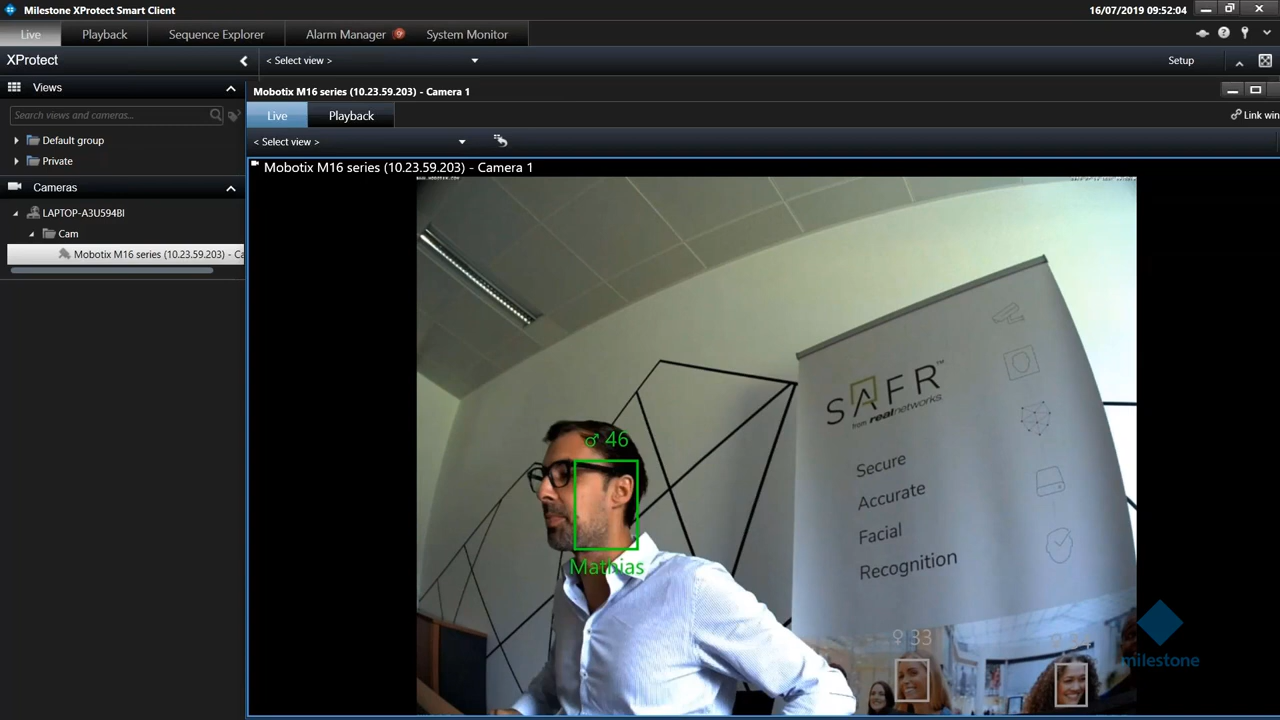 Milestone XProtect Smart Client
16/07/2019 09:52:04
Live
Playback
Sequence Explorer
Alarm Manager
System Monitor
XProtect
< Select view >
Setup
Views
Mobotix M16 series (10.23.59.203) - Camera 1
Search views and cameras...
Live
Playback
Link win
Default group
< Select view >
Private
Mobotix M16 series (10.23.59.203) - Camera 1
Cameras
LAPTOP-A3U594BI
Cam
Mobotix M16 series (10.23.59.203) - Ca
SAFR™
from realnetworks
♂ 46
Secure
Accurate
Facial
Recognition
Mathias
♀ 33
milestone